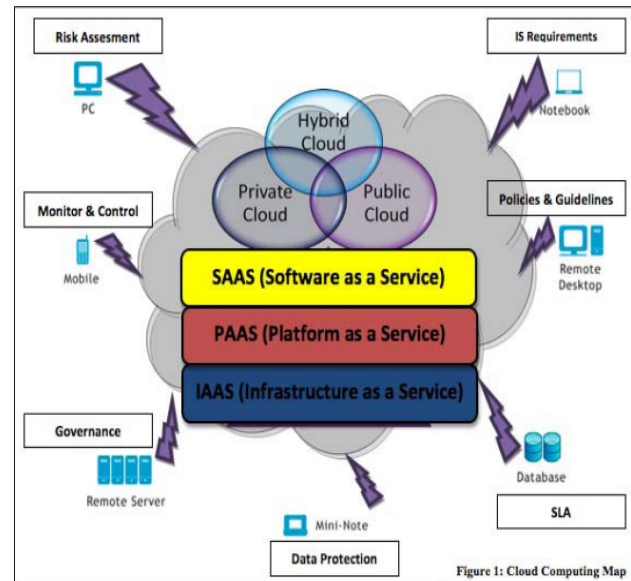 Risk Assesment
PC
IS Requirements
Notebook
Hybrid
Cloud
Private
Cloud
Public
Cloud
Monitor & Control
Mobile
Policies & Guidelines
Remote
Desktop
SAAS (Software as a Service)
PAAS (Platform as a Service)
IAAS (Infrastructure as a Service)
Governance
Remote Server
Database
SLA
Mini-Note
Data Protection
Figure 1: Cloud Computing Map